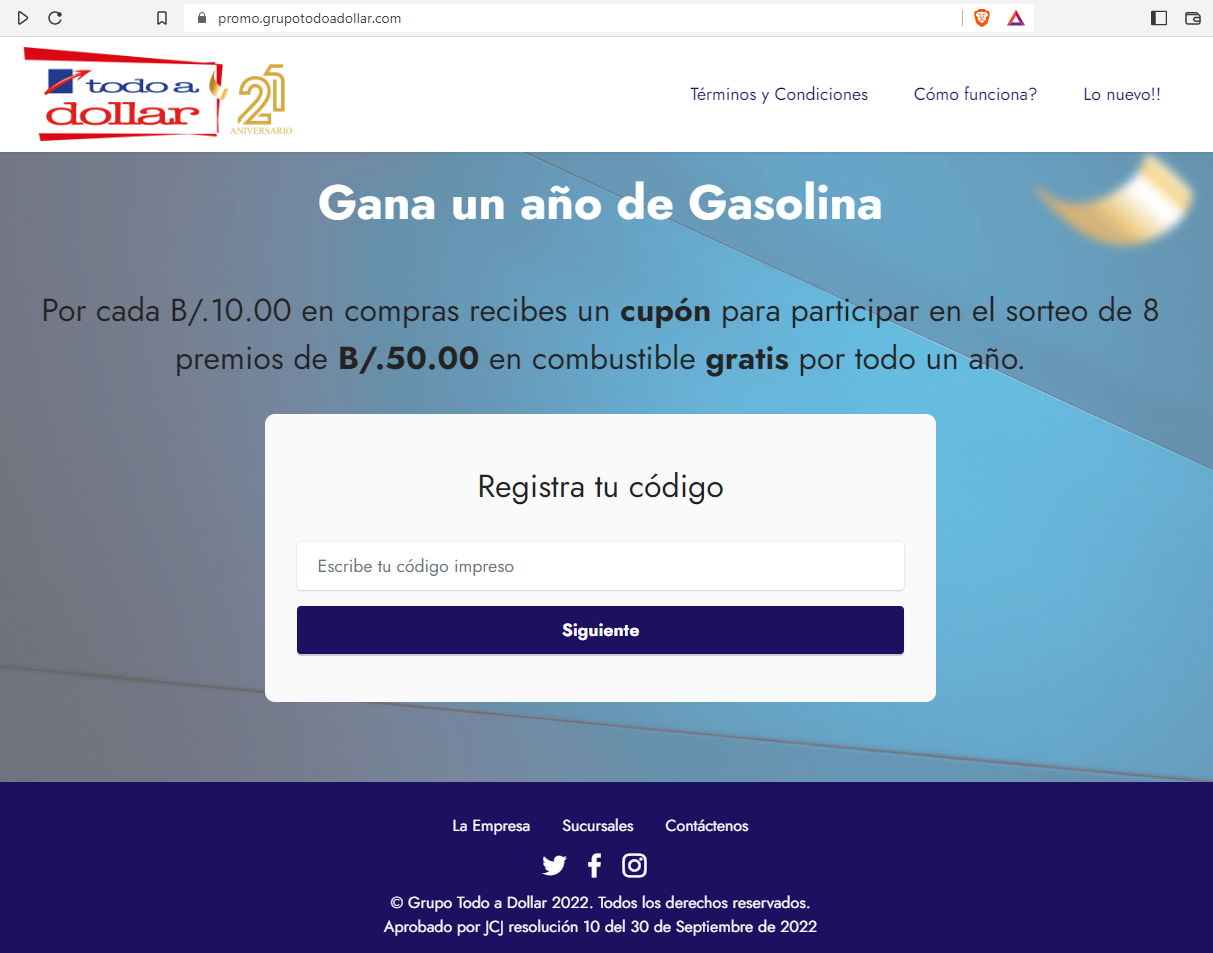 promo.grupotodoadollar.com
todo a
dollar
21
ANIVERSARIO
Términos y Condiciones
Cómo funciona?
Lo nuevo!!
Gana un año de Gasolina
Por cada B/.10.00 en compras recibes un cupón para participar en el sorteo de 8
premios de B/.50.00 en combustible gratis por todo un año.
Registra tu código
Escribe tu código impreso
Siguiente
La Empresa
Sucursales
Contáctenos
© Grupo Todo a Dollar 2022. Todos los derechos reservados.
Aprobado por JCJ resolución 10 del 30 de Septiembre de 2022